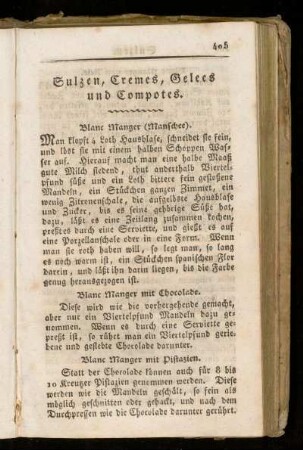 405
Sulzen, Cremes, Gelees
und Compotes.
Blanc Manger (Manschee).
Man klopft 4 Loth Hausblase, schneidet sie fein,
und löst sie mit einem halben Schoppen Was-
ser auf. Hierauf macht man eine halbe Maaß
gute Milch siedend, thut anderthalb Viertels-
pfund süße und ein Loth bittere fein gestoßene
Mandeln, ein Stückchen ganzen Zimmet, ein
wenig Zitronenschale, die aufgelöste Hausblase
und Zucker, bis es seine gehörige Süße hat,
dazu, läßt es eine Zeitlang zusammen kochen,
preßt es durch eine Serviette, und gießt es auf
eine Porzellanschale oder in eine Form. Wenn
man sie roth haben will, so legt man, so lang
es noch warm ist, ein Stückchen spanischen Flor
darein, und läßt ihn darin liegen, bis die Farbe
genug herausgezogen ist.
Blanc Manger mit Chocolade.
Diese wird wie die vorhergehende gemacht,
aber nur ein Viertelpfund Mandeln dazu ge-
nommen. Wenn es durch eine Serviette ge-
preßt ist, so rührt man ein Viertelpfund gerie-
bene und gesiebte Chocolade darunter.
Blanc Manger mit Pistazien.
Statt der Chocolade können auch für 8 bis
10 Kreuzer Pistazien genommen werden. Diese
werden wie die Mandeln geschält, so fein als
möglich geschnitten oder gehackt, und nach dem
Durchpressen wie die Chocolade darunter gerührt.